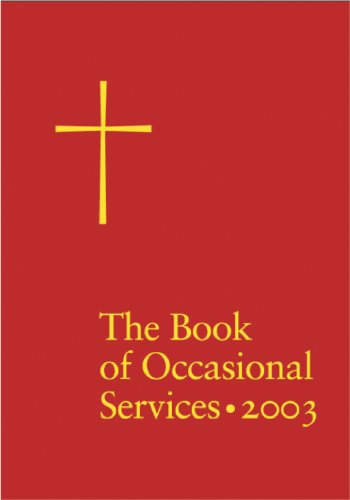 The Book
of Occasional
Services • 2003